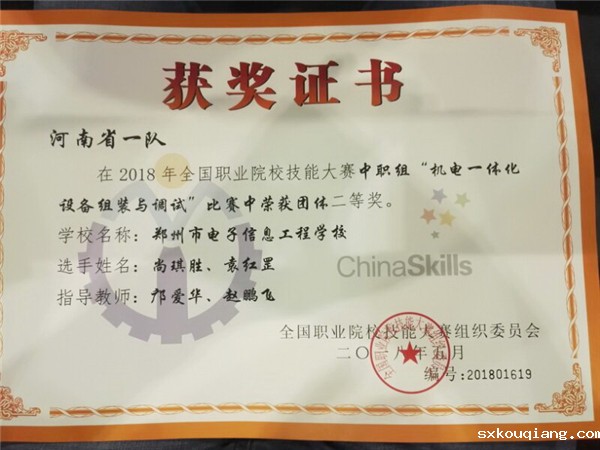 获奖证书
河南省一队
在2018年全国职业院校技能大赛中职组“机电一体化
设备组装与调试”比赛中荣获团体二等奖。
学校名称：郑州市电子信息工程学校
选手姓名：尚琪胜、袁红罡
指导教师：邝爱华、赵鹏飞
ChinaSkills
全国职业院校技能大赛组织委员会
二〇一八年五月
编号:201801619
sxkouqiang.com